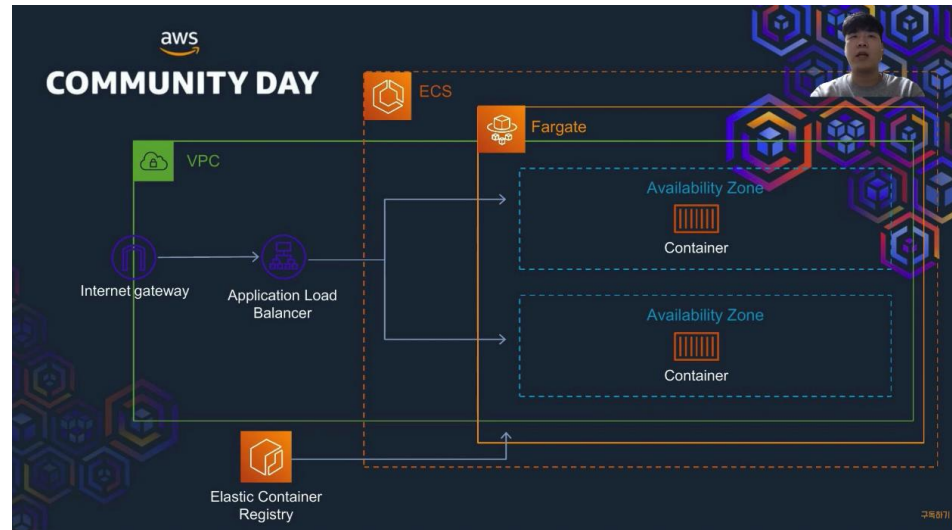 aws
COMMUNITY DAY
ECS
Fargate
VPC
Availability Zone
Container
Internet gateway
Application Load
Balancer
Availability Zone
Container
Elastic Container
Registry
구독하기